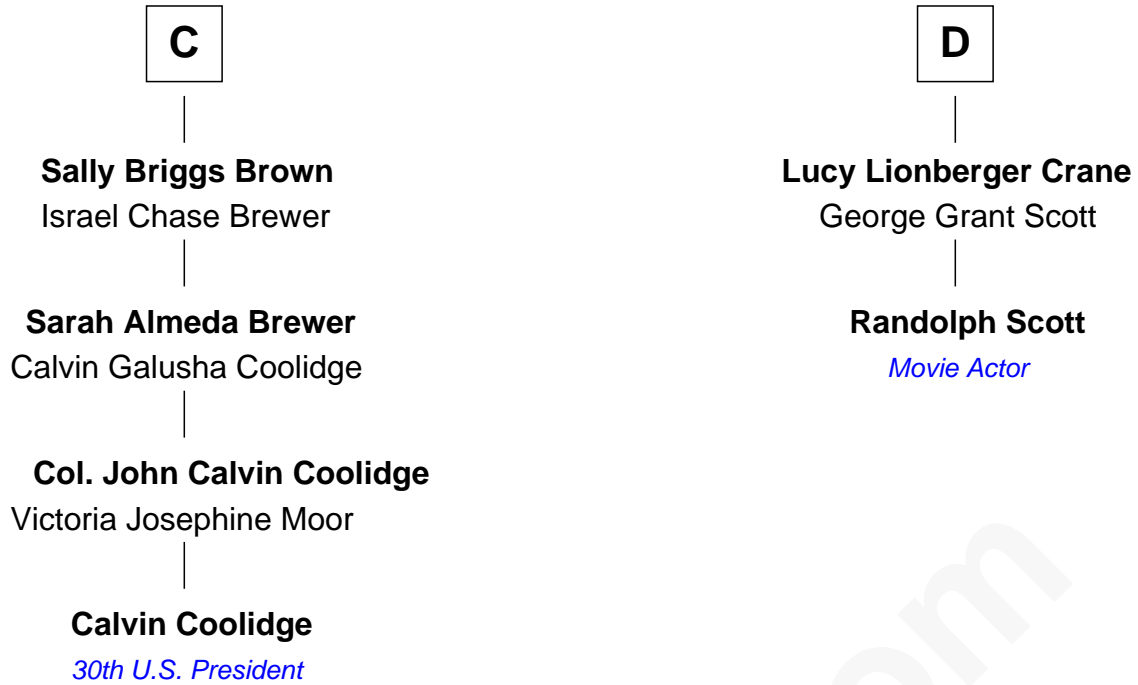 C
Sally Briggs Brown
Israel Chase Brewer
Sarah Almeda Brewer
Calvin Galusha Coolidge
Col. John Calvin Coolidge
Victoria Josephine Moor
Calvin Coolidge
30th U.S. President
D
Lucy Lionberger Crane
George Grant Scott
Randolph Scott
Movie Actor
om